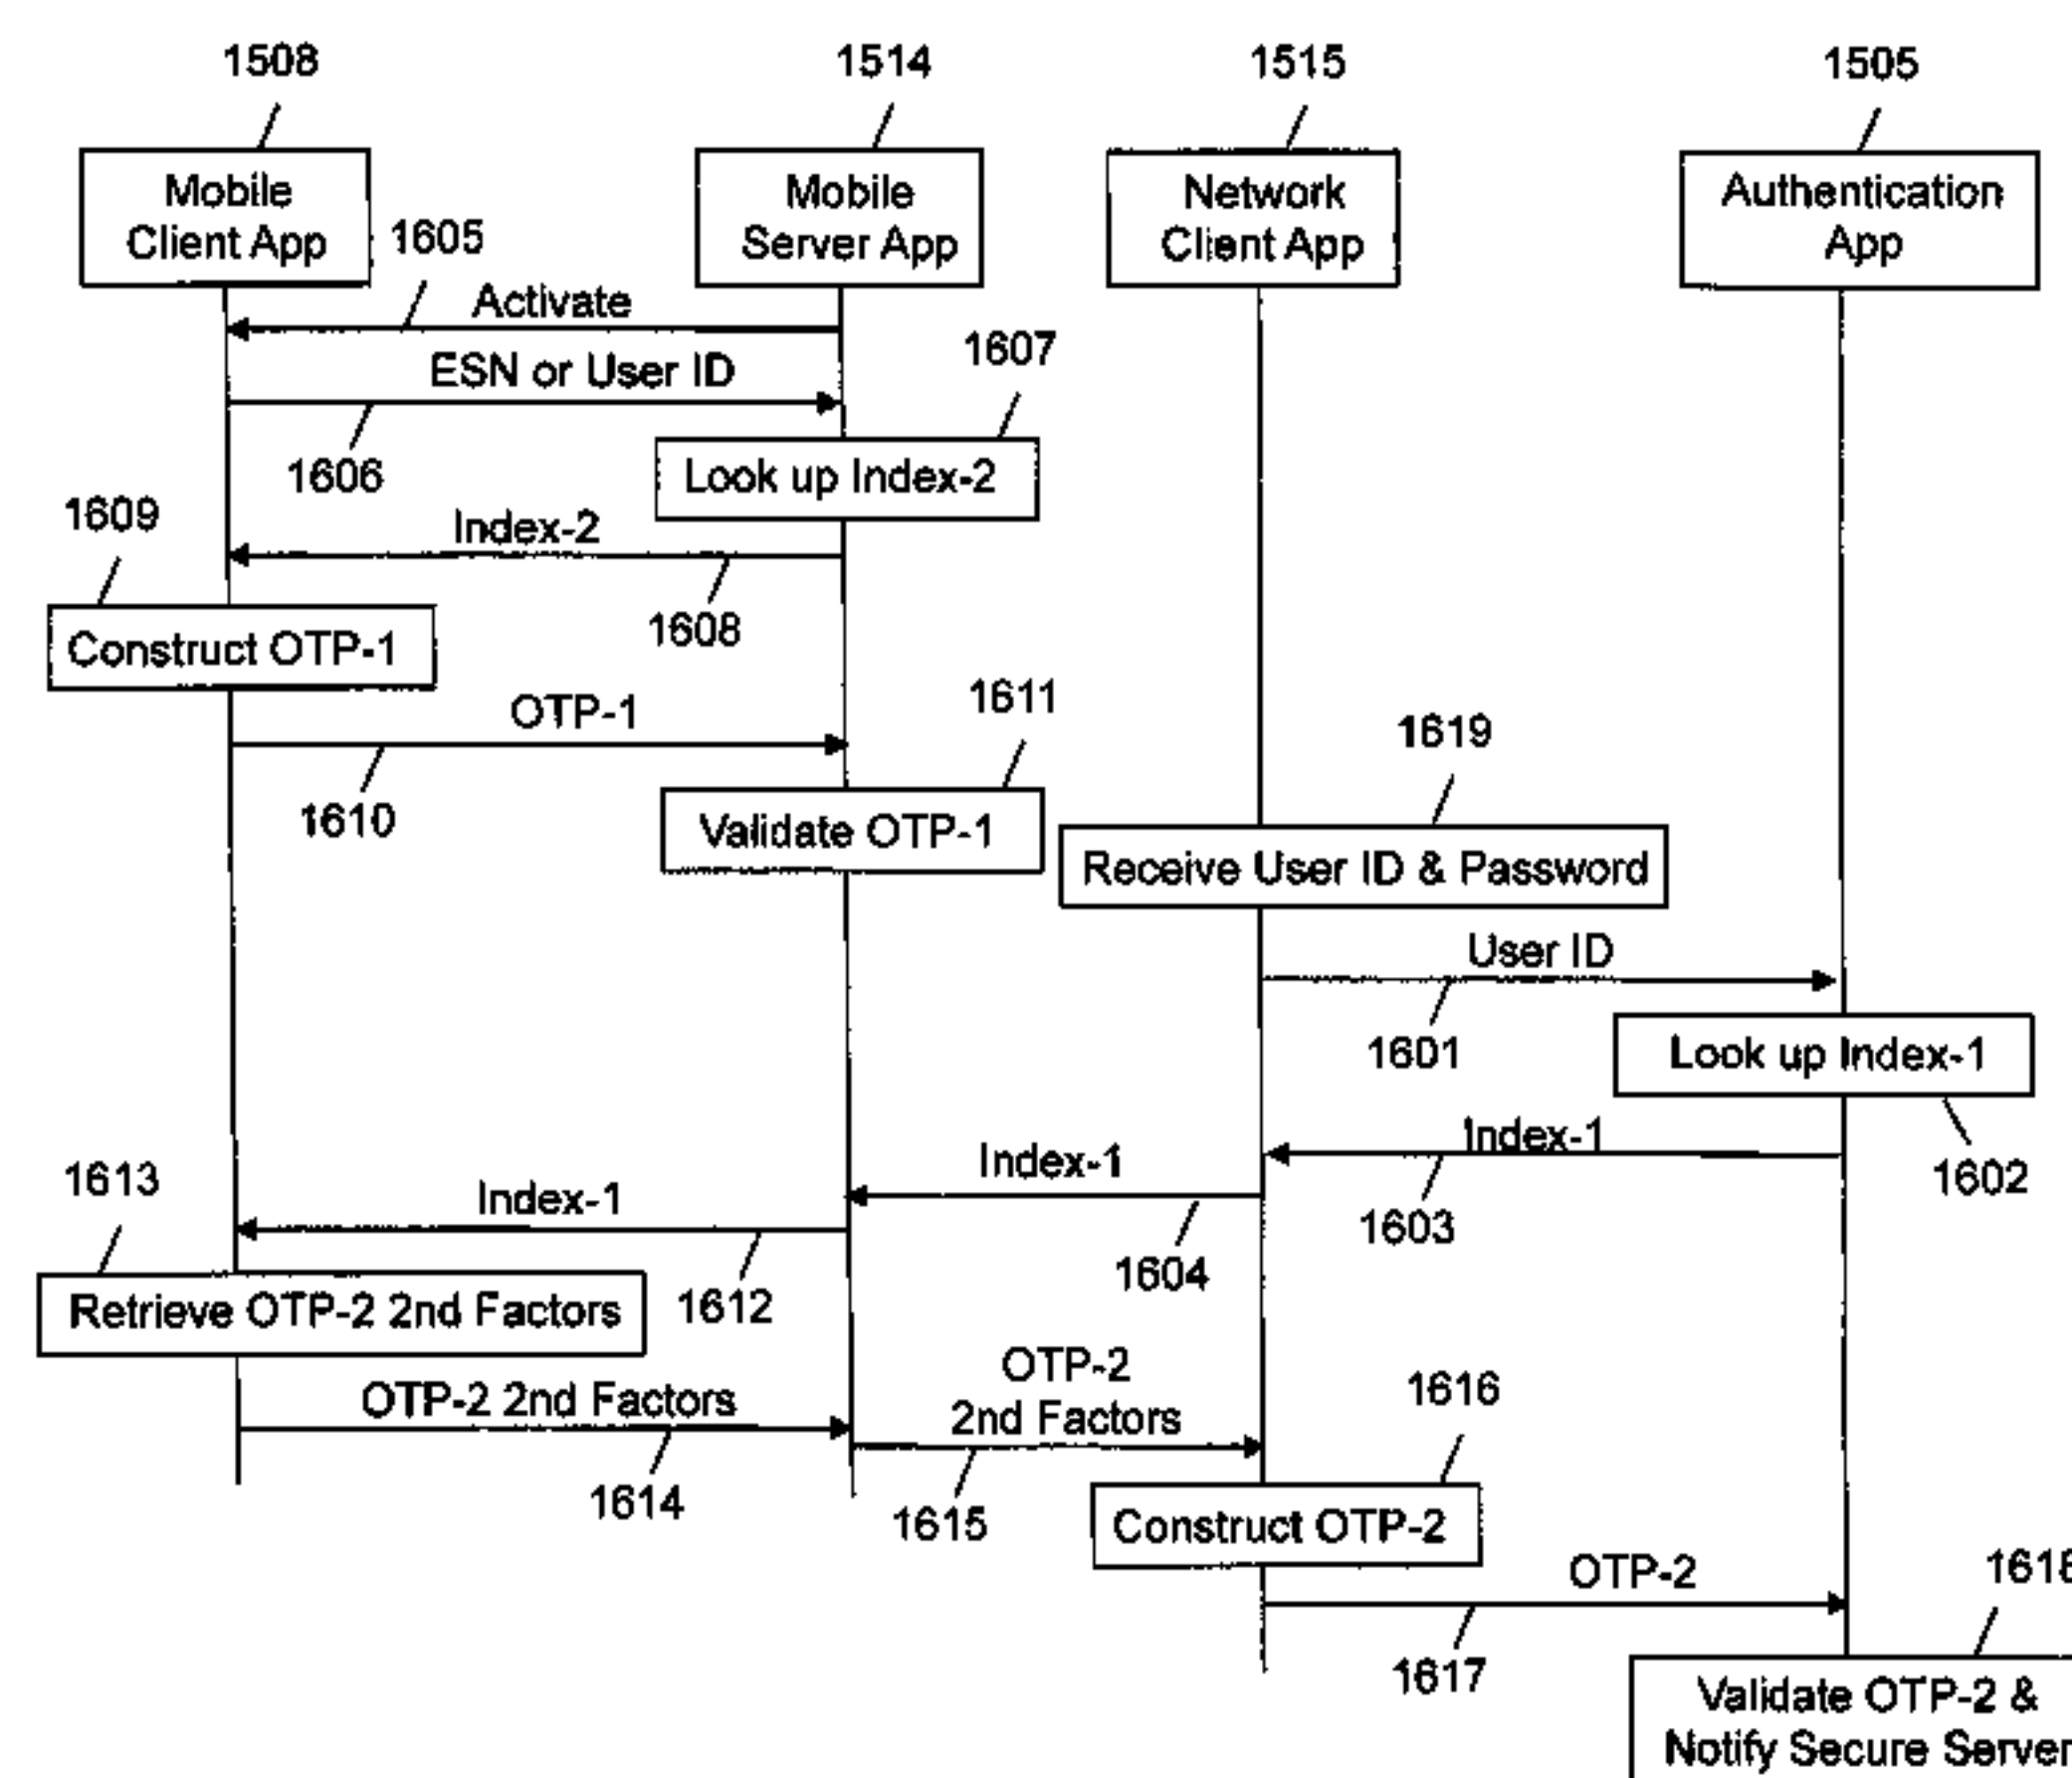 1508
1514
1515
1505
Mobile
Client App
Mobile
Server App
Network
Client App
Authentication
App
1605
Activate
ESN or User ID
1607
1606
Look up Index-2
1609
Index-2
1608
Construct OTP-1
OTP-1
1611
1619
1610
Validate OTP-1
Receive User ID & Password
User ID
1601
Look up Index-1
Index-1
1602
Index-1
1603
1613
Index-1
1604
1612
Retrieve OTP-2 2nd Factors
OTP-2
2nd Factors
1616
OTP-2 2nd Factors
1614
1615
Construct OTP-2
OTP-2
1618
1617
Validate OTP-2 &
Notify Secure Server